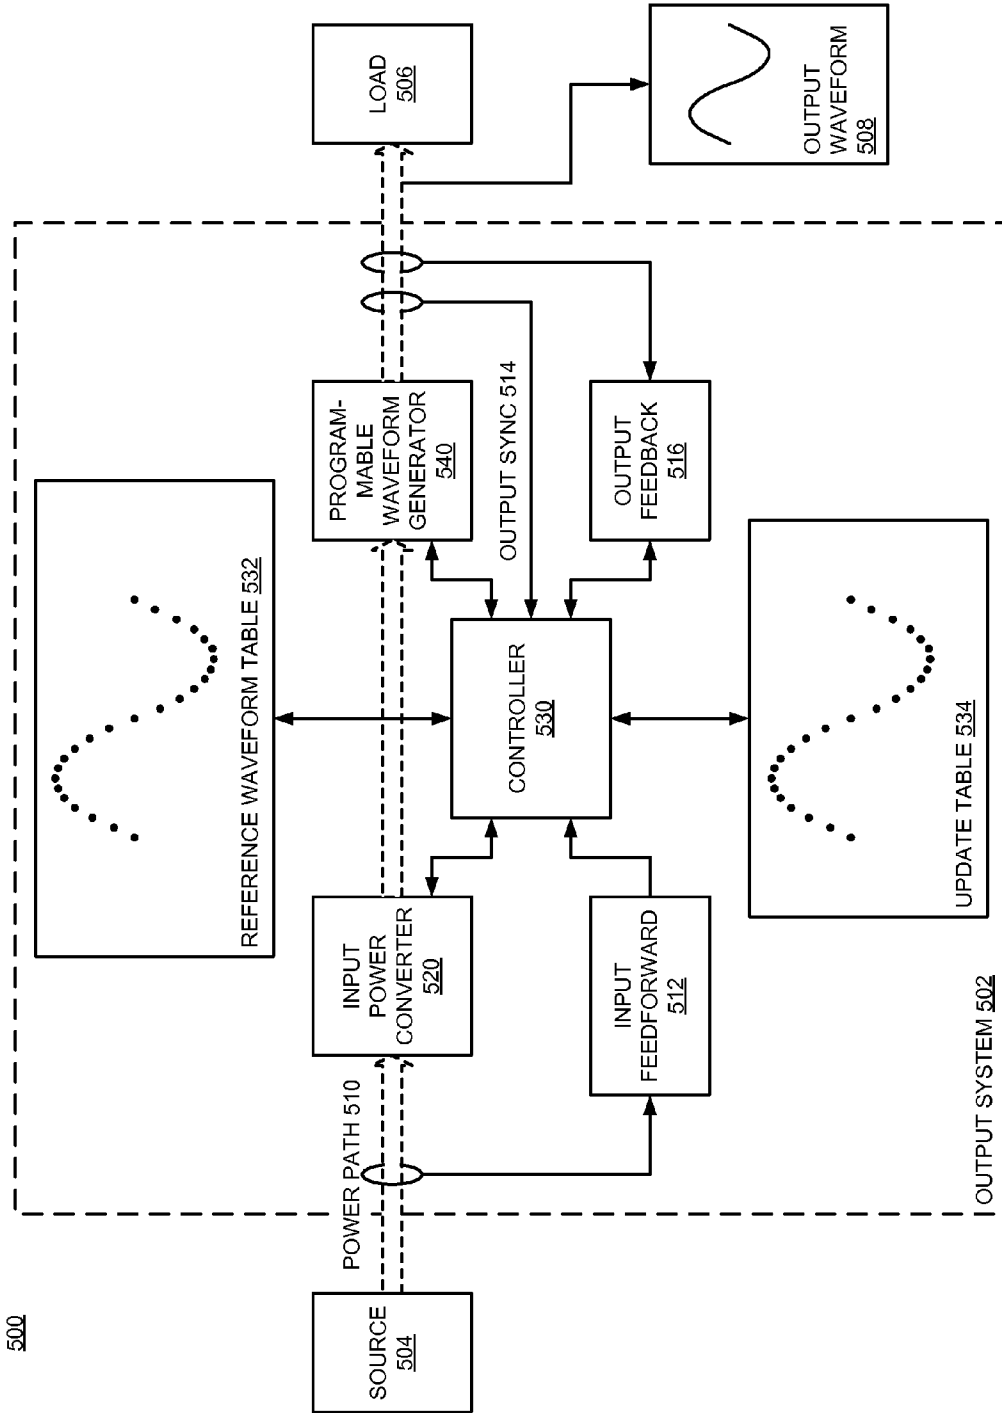 500
REFERENCE WAVEFORM TABLE 532
SOURCE
504
POWER PATH 510
INPUT
POWER
CONVERTER
520
PROGRAM-
MABLE
WAVEFORM
GENERATOR
540
LOAD
506
OUTPUT SYNC 514
CONTROLLER
530
INPUT
FEEDFORWARD
512
OUTPUT
FEEDBACK
516
OUTPUT
WAVEFORM
508
UPDATE TABLE 534
OUTPUT SYSTEM 502